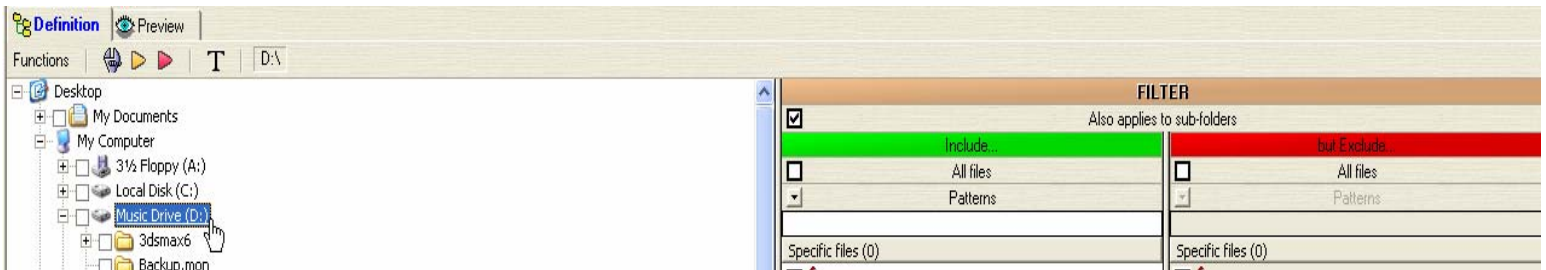 Definition Preview
Functions T D:\
Desktop
My Documents
My Computer
3½ Floppy (A:)
Local Disk (C:)
Music Drive (D:)
3dsmax6
Backup.mon
FILTER
Also applies to sub-folders
Include... but Exclude...
All files All files
Patterns Patterns
Specific files (0) Specific files (0)